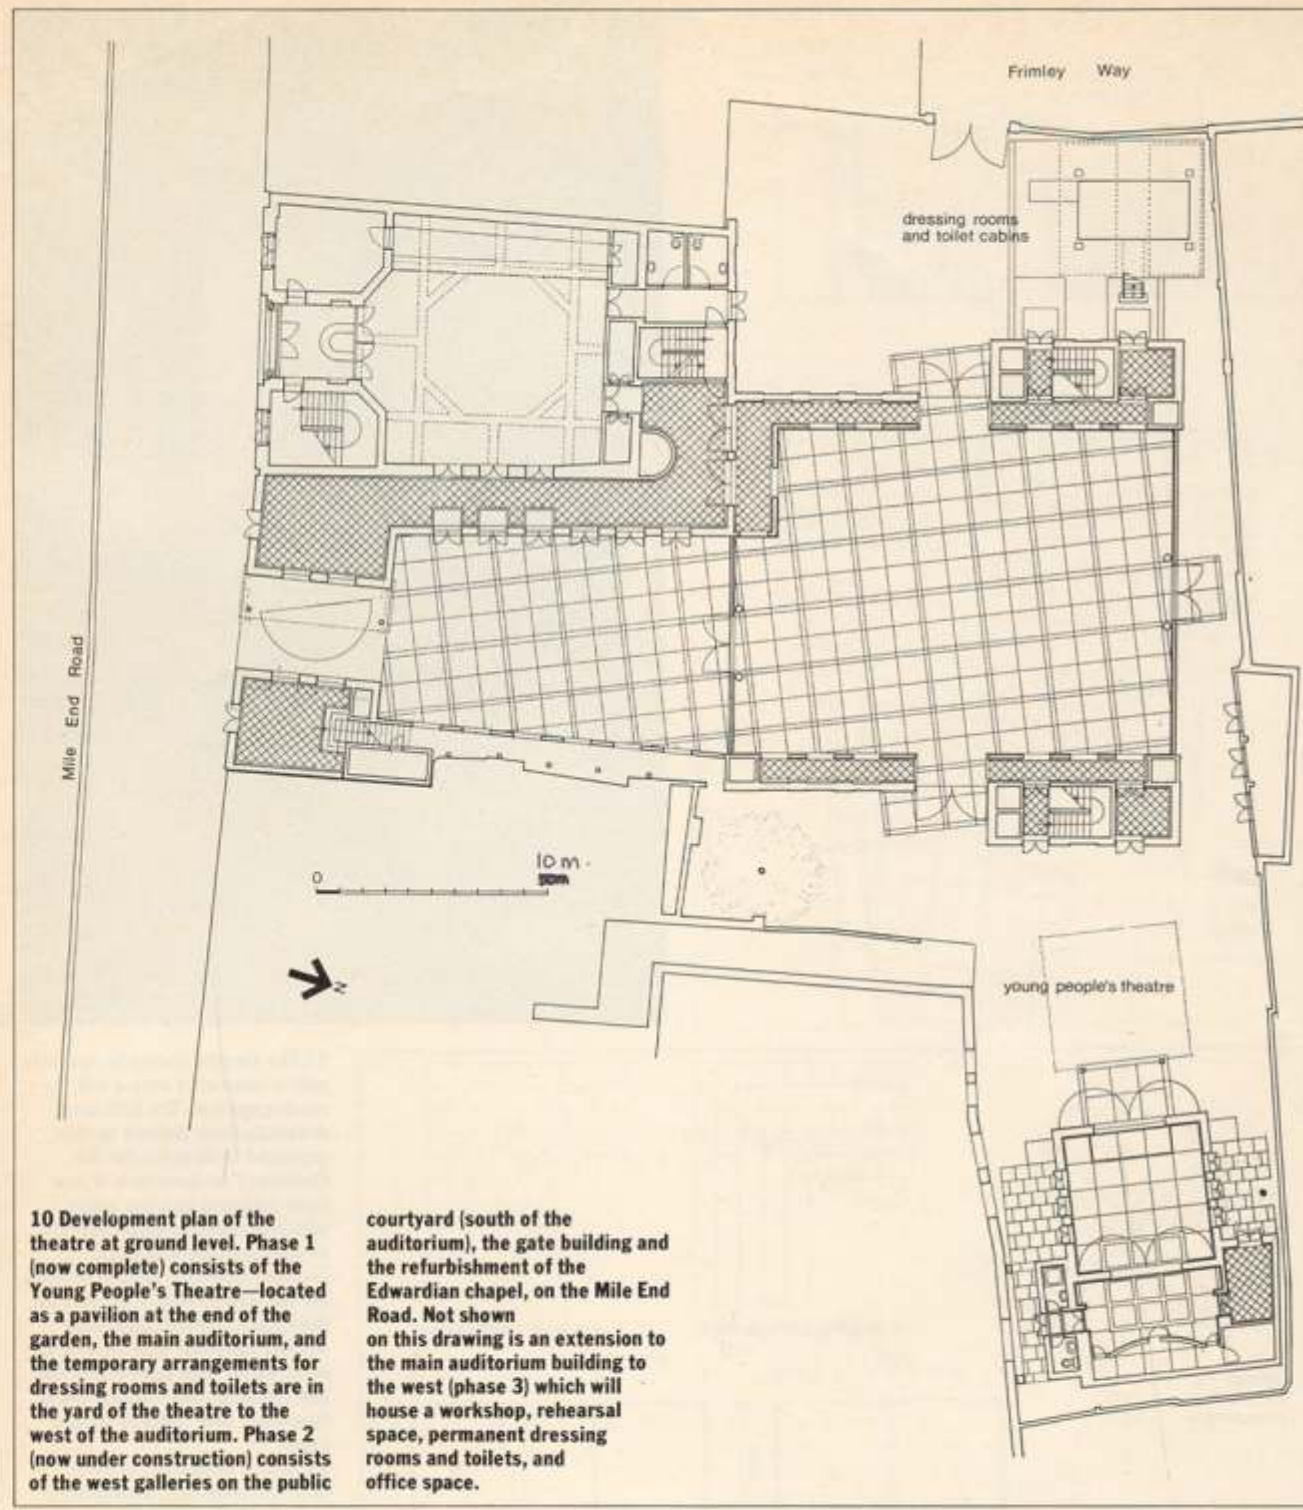 Frimley Way
dressing rooms
and toilet cabins
Mile End Road
0
10 m.
N
young people's theatre
10 Development plan of the
theatre at ground level. Phase 1
(now complete) consists of the
Young People's Theatre—located
as a pavilion at the end of the
garden, the main auditorium, and
the temporary arrangements for
dressing rooms and toilets are in
the yard of the theatre to the
west of the auditorium. Phase 2
(now under construction) consists
of the west galleries on the public
courtyard (south of the
auditorium), the gate building and
the refurbishment of the
Edwardian chapel, on the Mile End
Road. Not shown
on this drawing is an extension to
the main auditorium building to
the west (phase 3) which will
house a workshop, rehearsal
space, permanent dressing
rooms and toilets, and
office space.